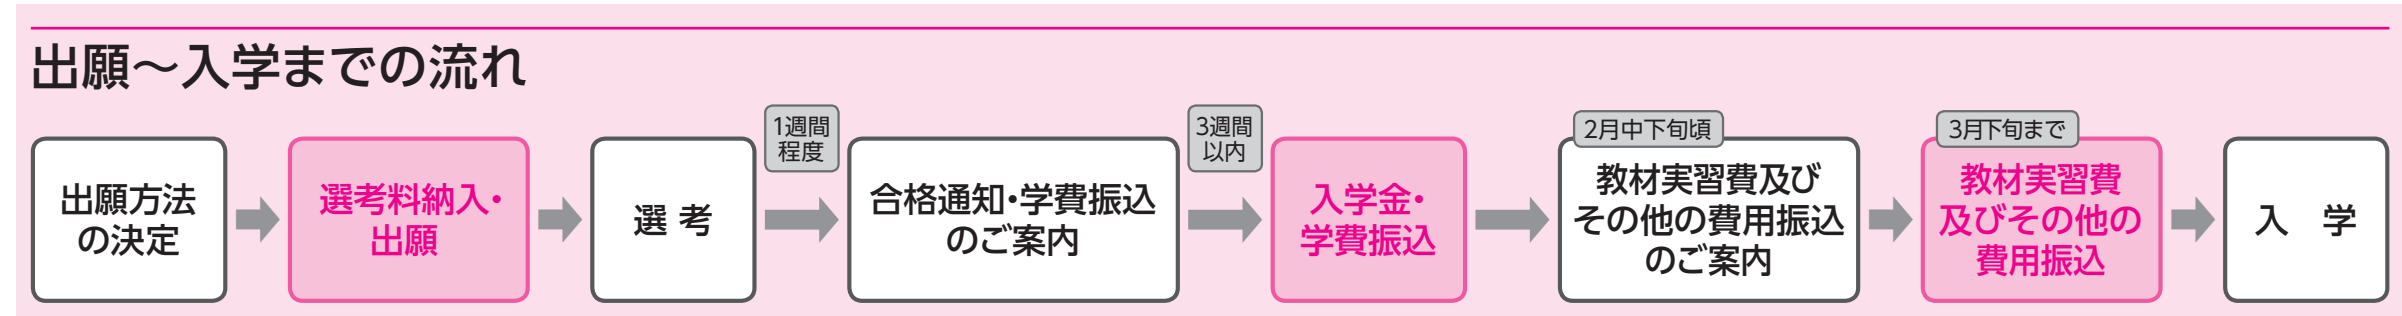 出願～入学までの流れ
出願方法
の決定
選考料納入・
出願
選 考
1週間
程度
合格通知・学費振込
のご案内
3週間
以内
入学金・
学費振込
2月中下旬頃
教材実習費及び
その他の費用振込
のご案内
3月下旬まで
教材実習費
及びその他の
費用振込
入 学